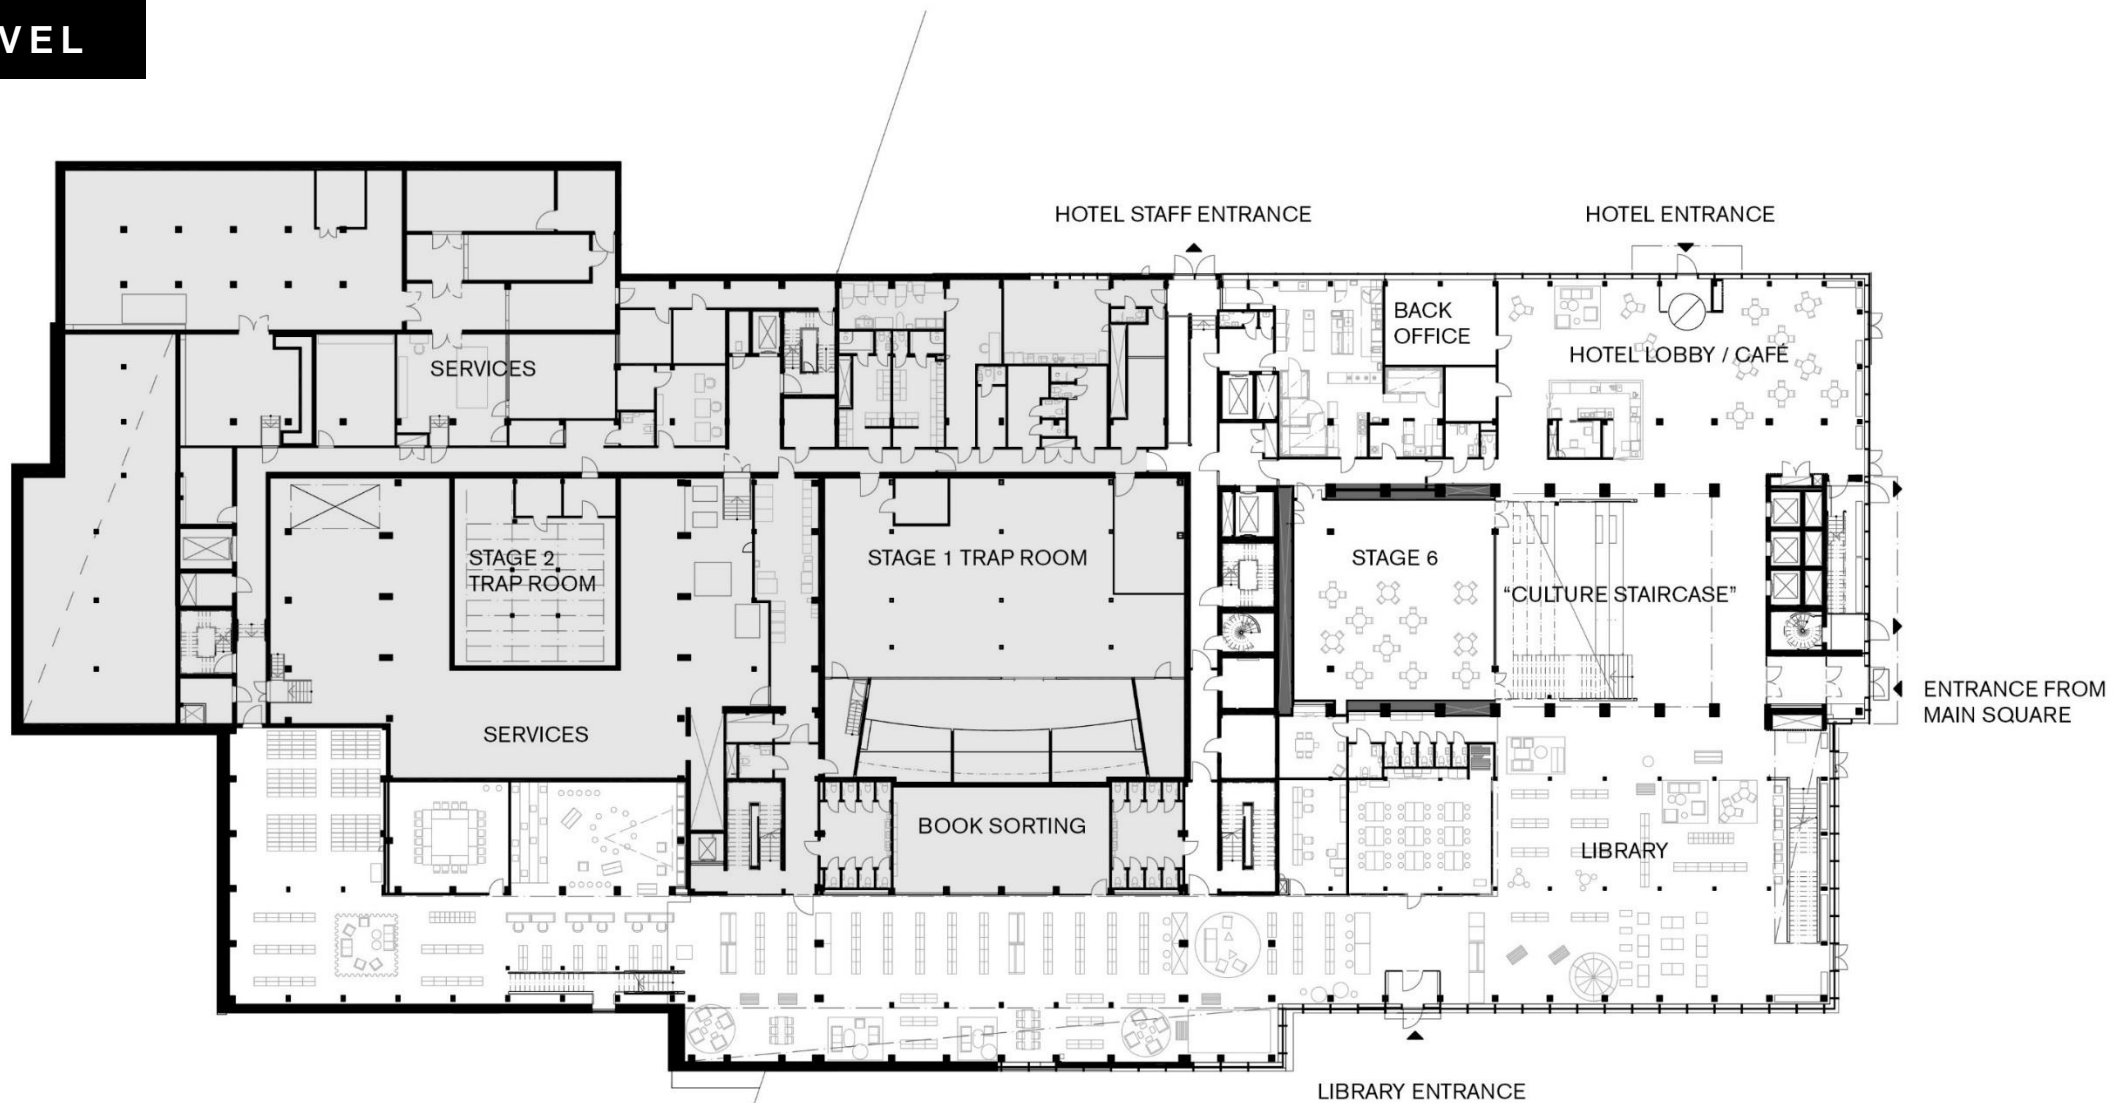 VEL
HOTEL STAFF ENTRANCE
HOTEL ENTRANCE
BACK
OFFICE
HOTEL LOBBY / CAFÉ
SERVICES
STAGE 2
TRAP ROOM
STAGE 1 TRAP ROOM
STAGE 6
“CULTURE STAIRCASE”
ENTRANCE FROM
MAIN SQUARE
SERVICES
BOOK SORTING
LIBRARY
LIBRARY ENTRANCE